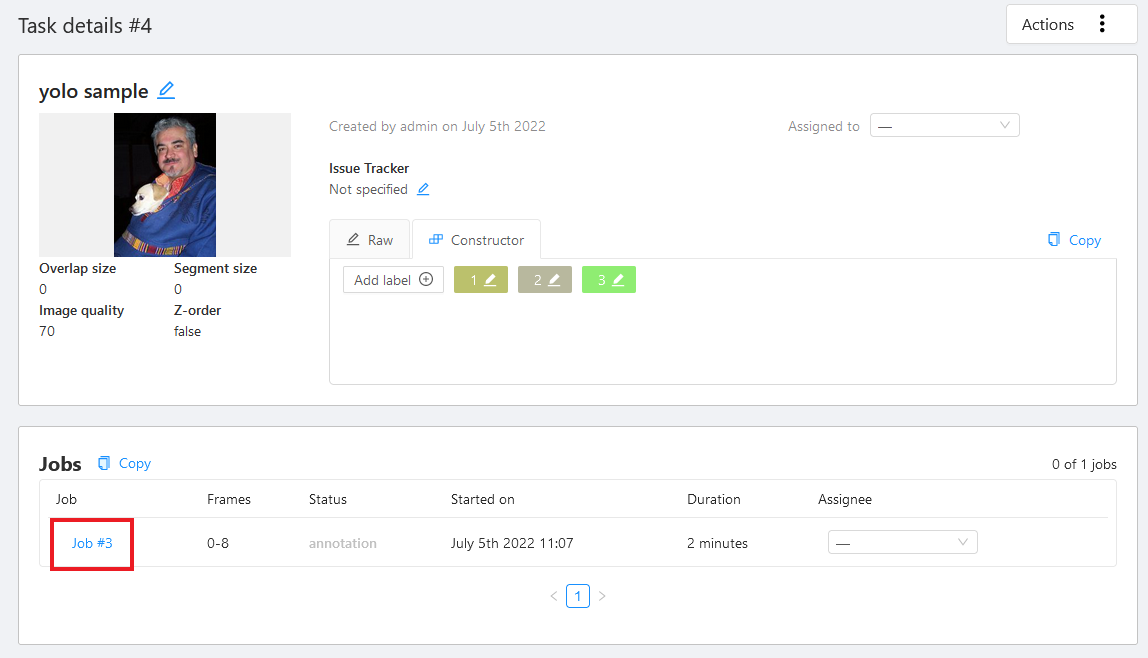 Task details #4
Actions
yolo sample
Created by admin on July 5th 2022
Assigned to —
Issue Tracker
Not specified
Raw Constructor Copy
Add label 1 2 3
Overlap size Segment size
0 0
Image quality Z-order
70 false
Jobs Copy 0 of 1 jobs
Job Frames Status Started on Duration Assignee
Job #3 0-8 annotation July 5th 2022 11:07 2 minutes —
< 1 >